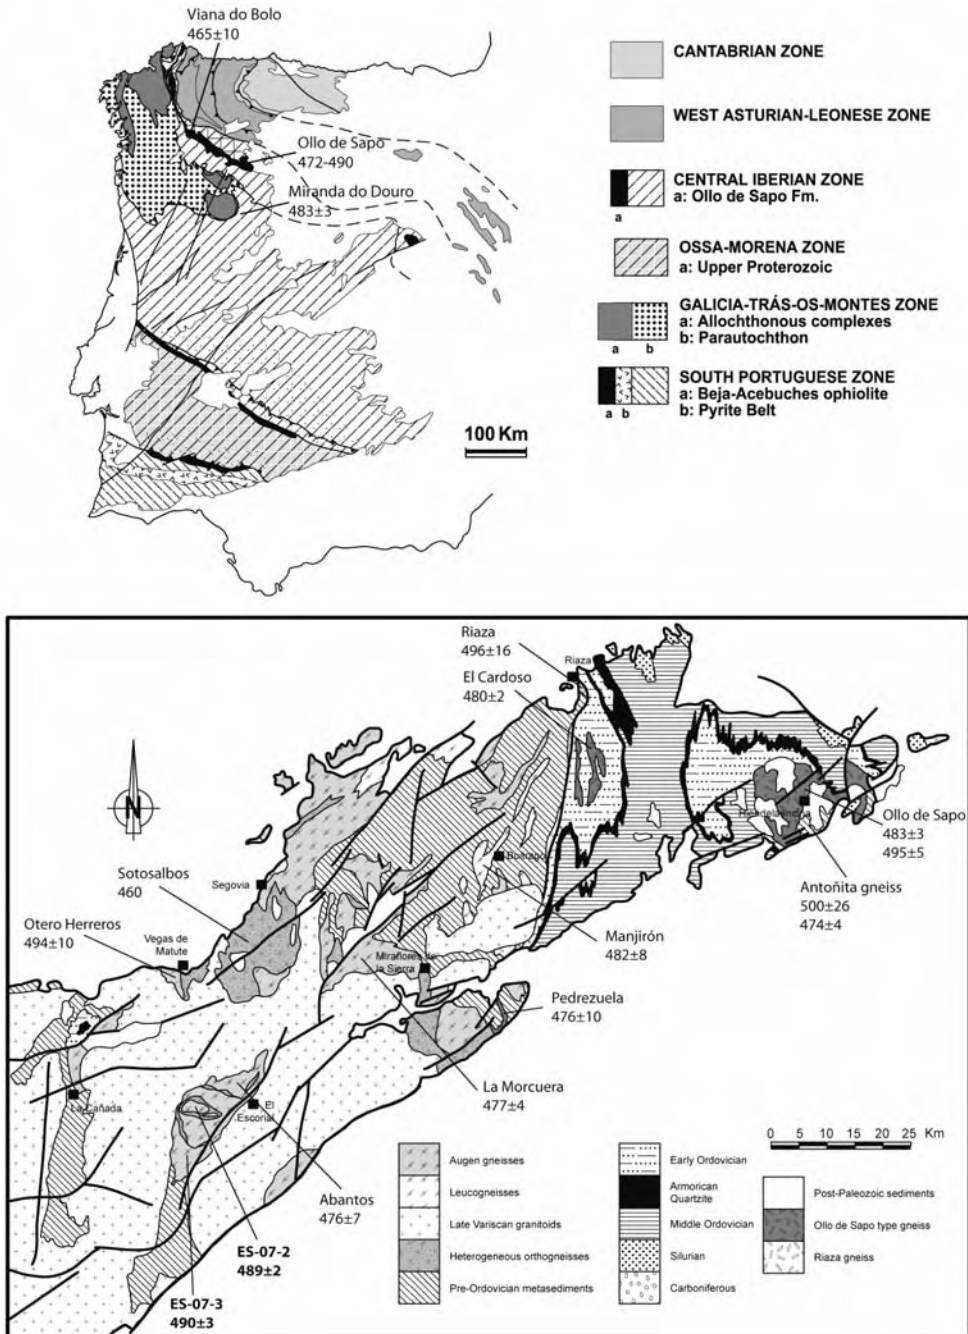 Viana do Bolo
465±10
Ollo de Sapo
472-490
Miranda do Douro
483±3
100 Km
CANTABRIAN ZONE
WEST ASTURIAN-LEONESE ZONE
CENTRAL IBERIAN ZONE
a: Ollo de Sapo Fm.
a
OSSA-MORENA ZONE
a: Upper Proterozoic
GALICIA-TRÁS-OS-MONTES ZONE
a: Allochthonous complexes
b: Parautochthon
a b
SOUTH PORTUGUESE ZONE
a: Beja-Acebuches ophiolite
b: Pyrite Belt
a b
Riaza
496±16
Riaza
El Cardoso
480±2
N
Ollo de Sapo
483±3
495±5
Antoñita gneiss
500±26
474±4
Buitrago
Sotosalbos
460
Segovia
Otero Herreros
494±10
Vegas de
Matute
Manjirón
482±8
Miraflores de
la Sierra
Pedrezuela
476±10
La Morcuera
477±4
La Cañada
El
Escorial
Abantos
476±7
ES-07-2
489±2
ES-07-3
490±3
Augen gneisses
Leucogneisses
Late Variscan granitoids
Heterogeneous orthogneisses
Pre-Ordovician metasediments
Early Ordovician
Armorican
Quartzite
Middle Ordovician
Silurian
Carboniferous
0 5 10 15 20 25 Km
Post-Paleozoic sediments
Ollo de Sapo type gneiss
Riaza gneiss